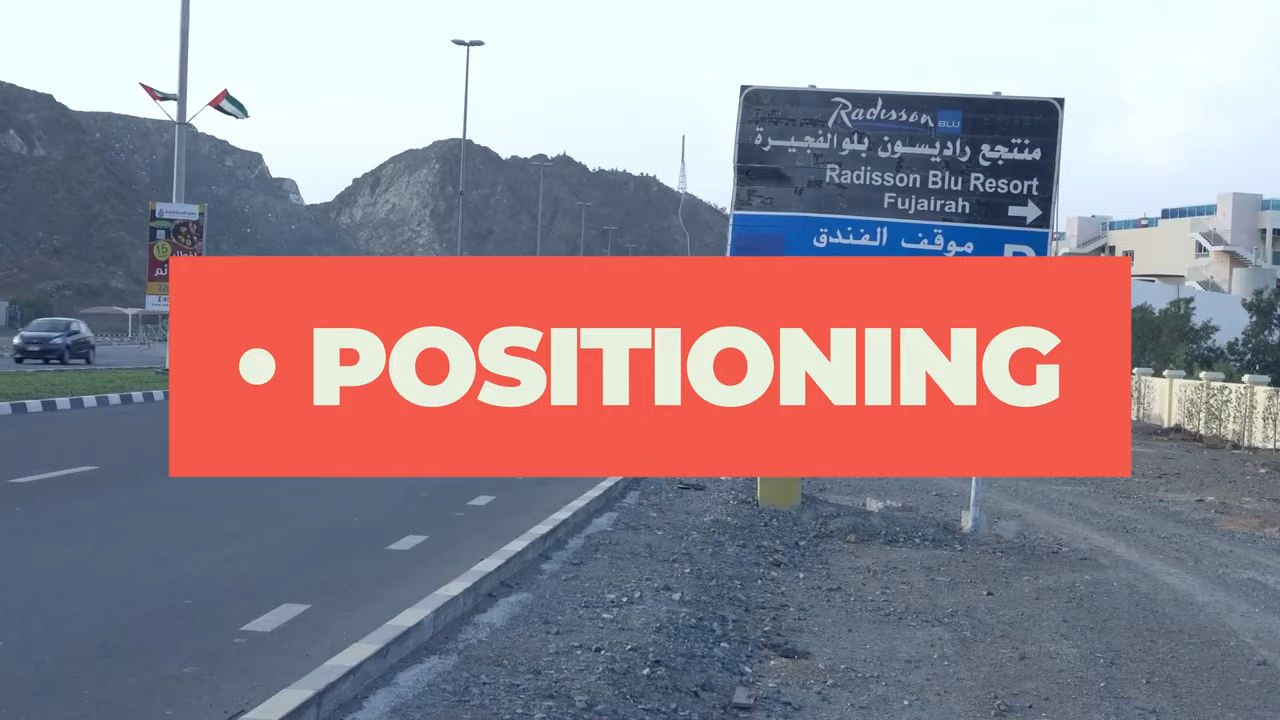 Radisson BLU
منتجع راديسون بلو الفجيرة
Radisson Blu Resort
Fujairah
موقف الفندق
• POSITIONING